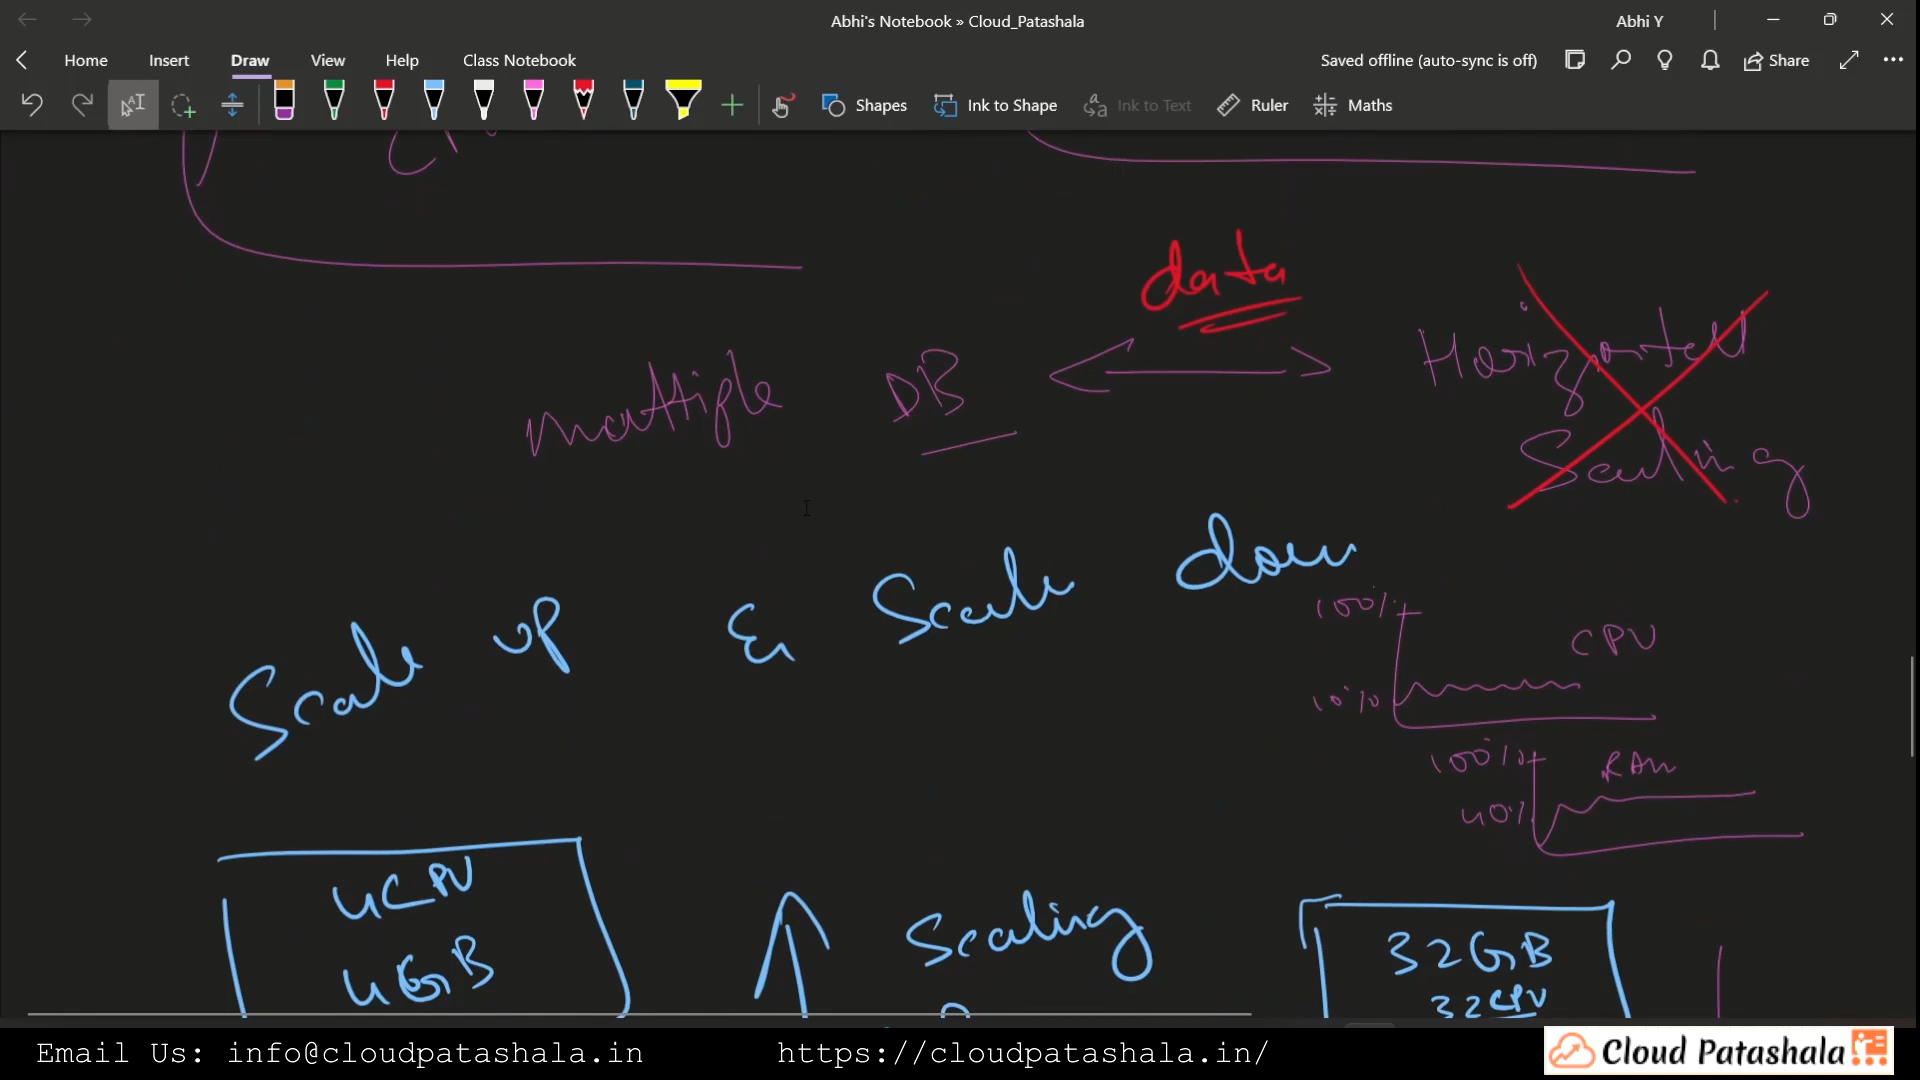 Abhi's Notebook » Cloud_Patashala
Abhi Y
Home Insert Draw View Help Class Notebook
Saved offline (auto-sync is off)
Share
Shapes
Ink to Shape
Ink to Text
Ruler
Maths
data
multiple DB
Horizontal
Scaling
Scale up & Scale down
100%
CPU
10%
100%
RAM
40%
4CPU
4GB
Scaling
32GB
32CPU
Email Us: info@cloudpatashala.in
https://cloudpatashala.in/
Cloud Patashala